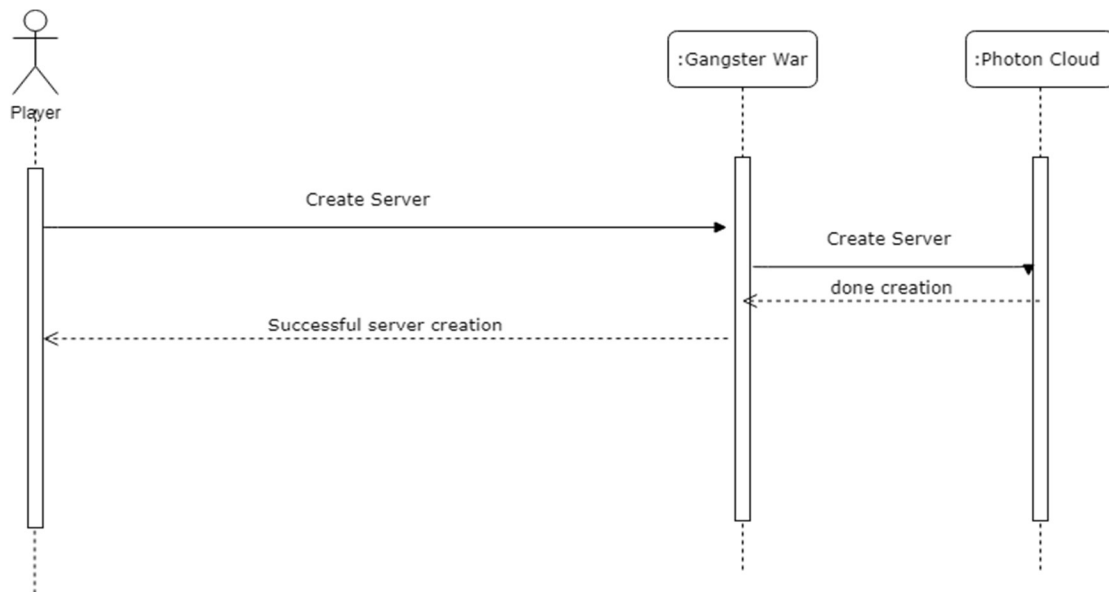 Player
:Gangster War
:Photon Cloud
Create Server
Create Server
done creation
Successful server creation